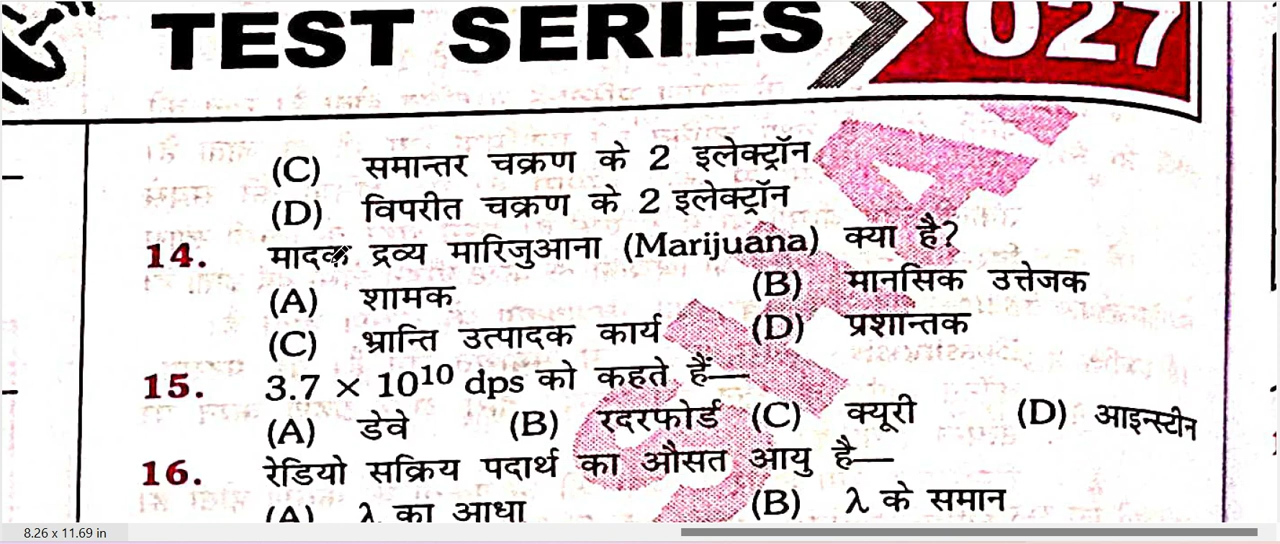 TEST SERIES 027
(C) समान्तर चक्रण के 2 इलेक्ट्रॉन
(D) विपरीत चक्रण के 2 इलेक्ट्रॉन
14. मादक द्रव्य मारिजुआना (Marijuana) क्या है?
(A) शामक (B) मानसिक उत्तेजक
(C) भ्रान्ति उत्पादक कार्य (D) प्रशान्तक
15. 3.7 × 10¹⁰ dps को कहते हैं—
(A) डेवे (B) रदरफोर्ड (C) क्यूरी (D) आइन्स्टीन
16. रेडियो सक्रिय पदार्थ का औसत आयु है—
(A) λ का आधा (B) λ के समान
8.26 x 11.69 in